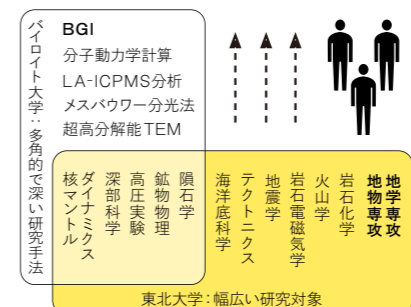 バイロイト大学：多角的で深い研究手法
BGI
分子動力学計算
LA-ICPMS分析
メスバウワー分光法
超高分解能TEM
核マントル
ダイナミクス
深部科学
高圧実験
鉱物物理
隕石学
海洋底科学
テクトニクス
地震学
岩石電磁気学
火山学
岩石化学
地物専攻
地学専攻
東北大学：幅広い研究対象